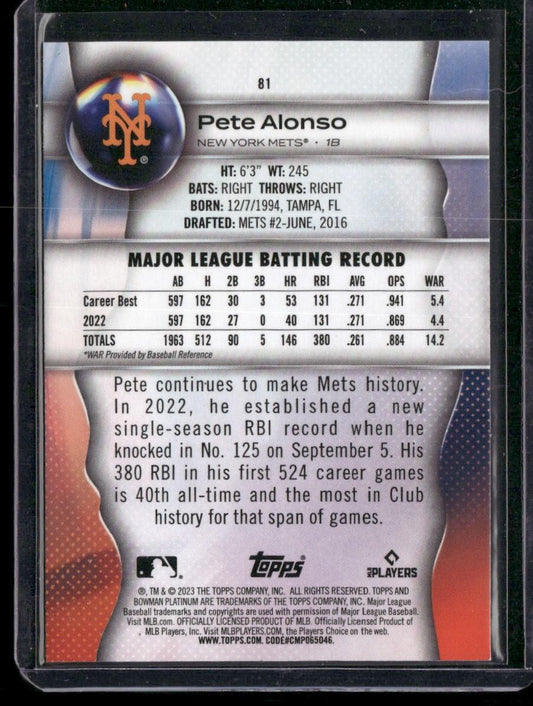 81
NY
®
Pete Alonso
NEW YORK METS® · 1B
HT: 6'3" WT: 245
BATS: RIGHT THROWS: RIGHT
BORN: 12/7/1994, TAMPA, FL
DRAFTED: METS #2-JUNE, 2016
MAJOR LEAGUE BATTING RECORD
AB H 2B 3B HR RBI AVG OPS WAR
Career Best 597 162 30 3 53 131 .271 .941 5.4
2022 597 162 27 0 40 131 .271 .869 4.4
TOTALS 1963 512 90 5 146 380 .261 .884 14.2
*WAR Provided by Baseball Reference
Pete continues to make Mets history.
In 2022, he established a new
single-season RBI record when he
knocked in No. 125 on September 5. His
380 RBI in his first 524 career games
is 40th all-time and the most in Club
history for that span of games.
Topps
MLB PLAYERS
®, TM & © 2023 THE TOPPS COMPANY, INC. ALL RIGHTS RESERVED. TOPPS AND
BOWMAN PLATINUM ARE TRADEMARKS OF THE TOPPS COMPANY, INC. Major League
Baseball trademarks and copyrights are used with permission of Major League Baseball.
Visit MLB.com. OFFICIALLY LICENSED PRODUCT OF MLB. Officially Licensed Product of
MLB Players, Inc. Visit MLBPLAYERS.COM, the Players Choice on the web.
WWW.TOPPS.COM. CODE#CMP065046.